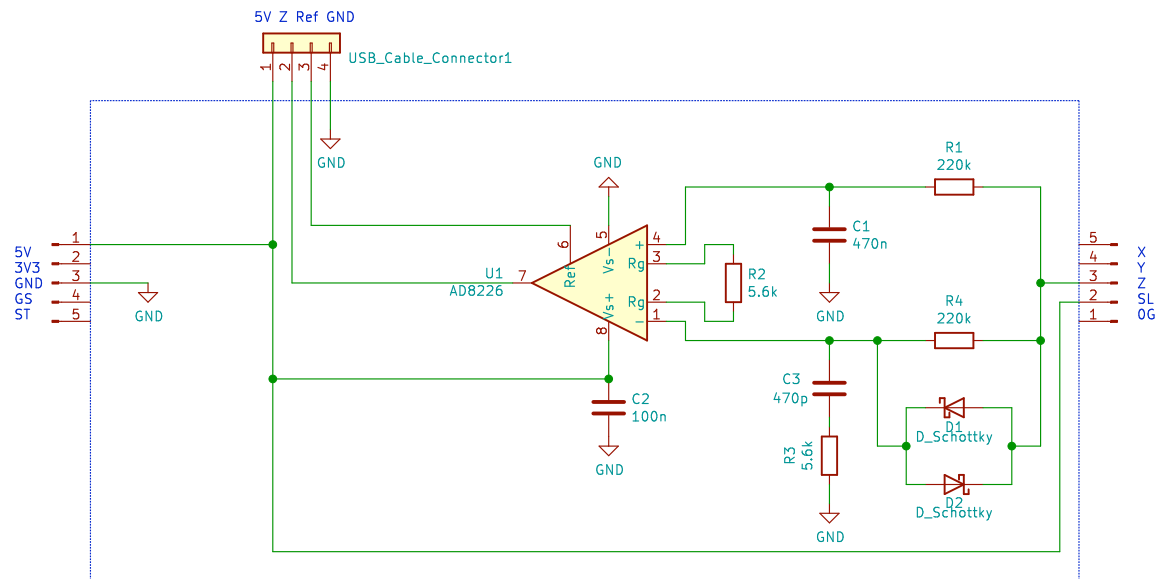 5V Z Ref GND
USB_Cable_Connector1
1 2 3 4
GND
GND
R1
220k
C1
470n
GND
5V
3V3
GND
GS
ST
1
2
3
4
5
GND
U1
AD8226
7
6
Ref
5
Vs-
+
Rg
Rg
-
Vs+
8
4
3
2
1
R2
5.6k
R4
220k
5
4
3
2
1
X
Y
Z
SL
0G
C2
100n
GND
C3
470p
R3
5.6k
GND
D1
D_Schottky
D2
D_Schottky